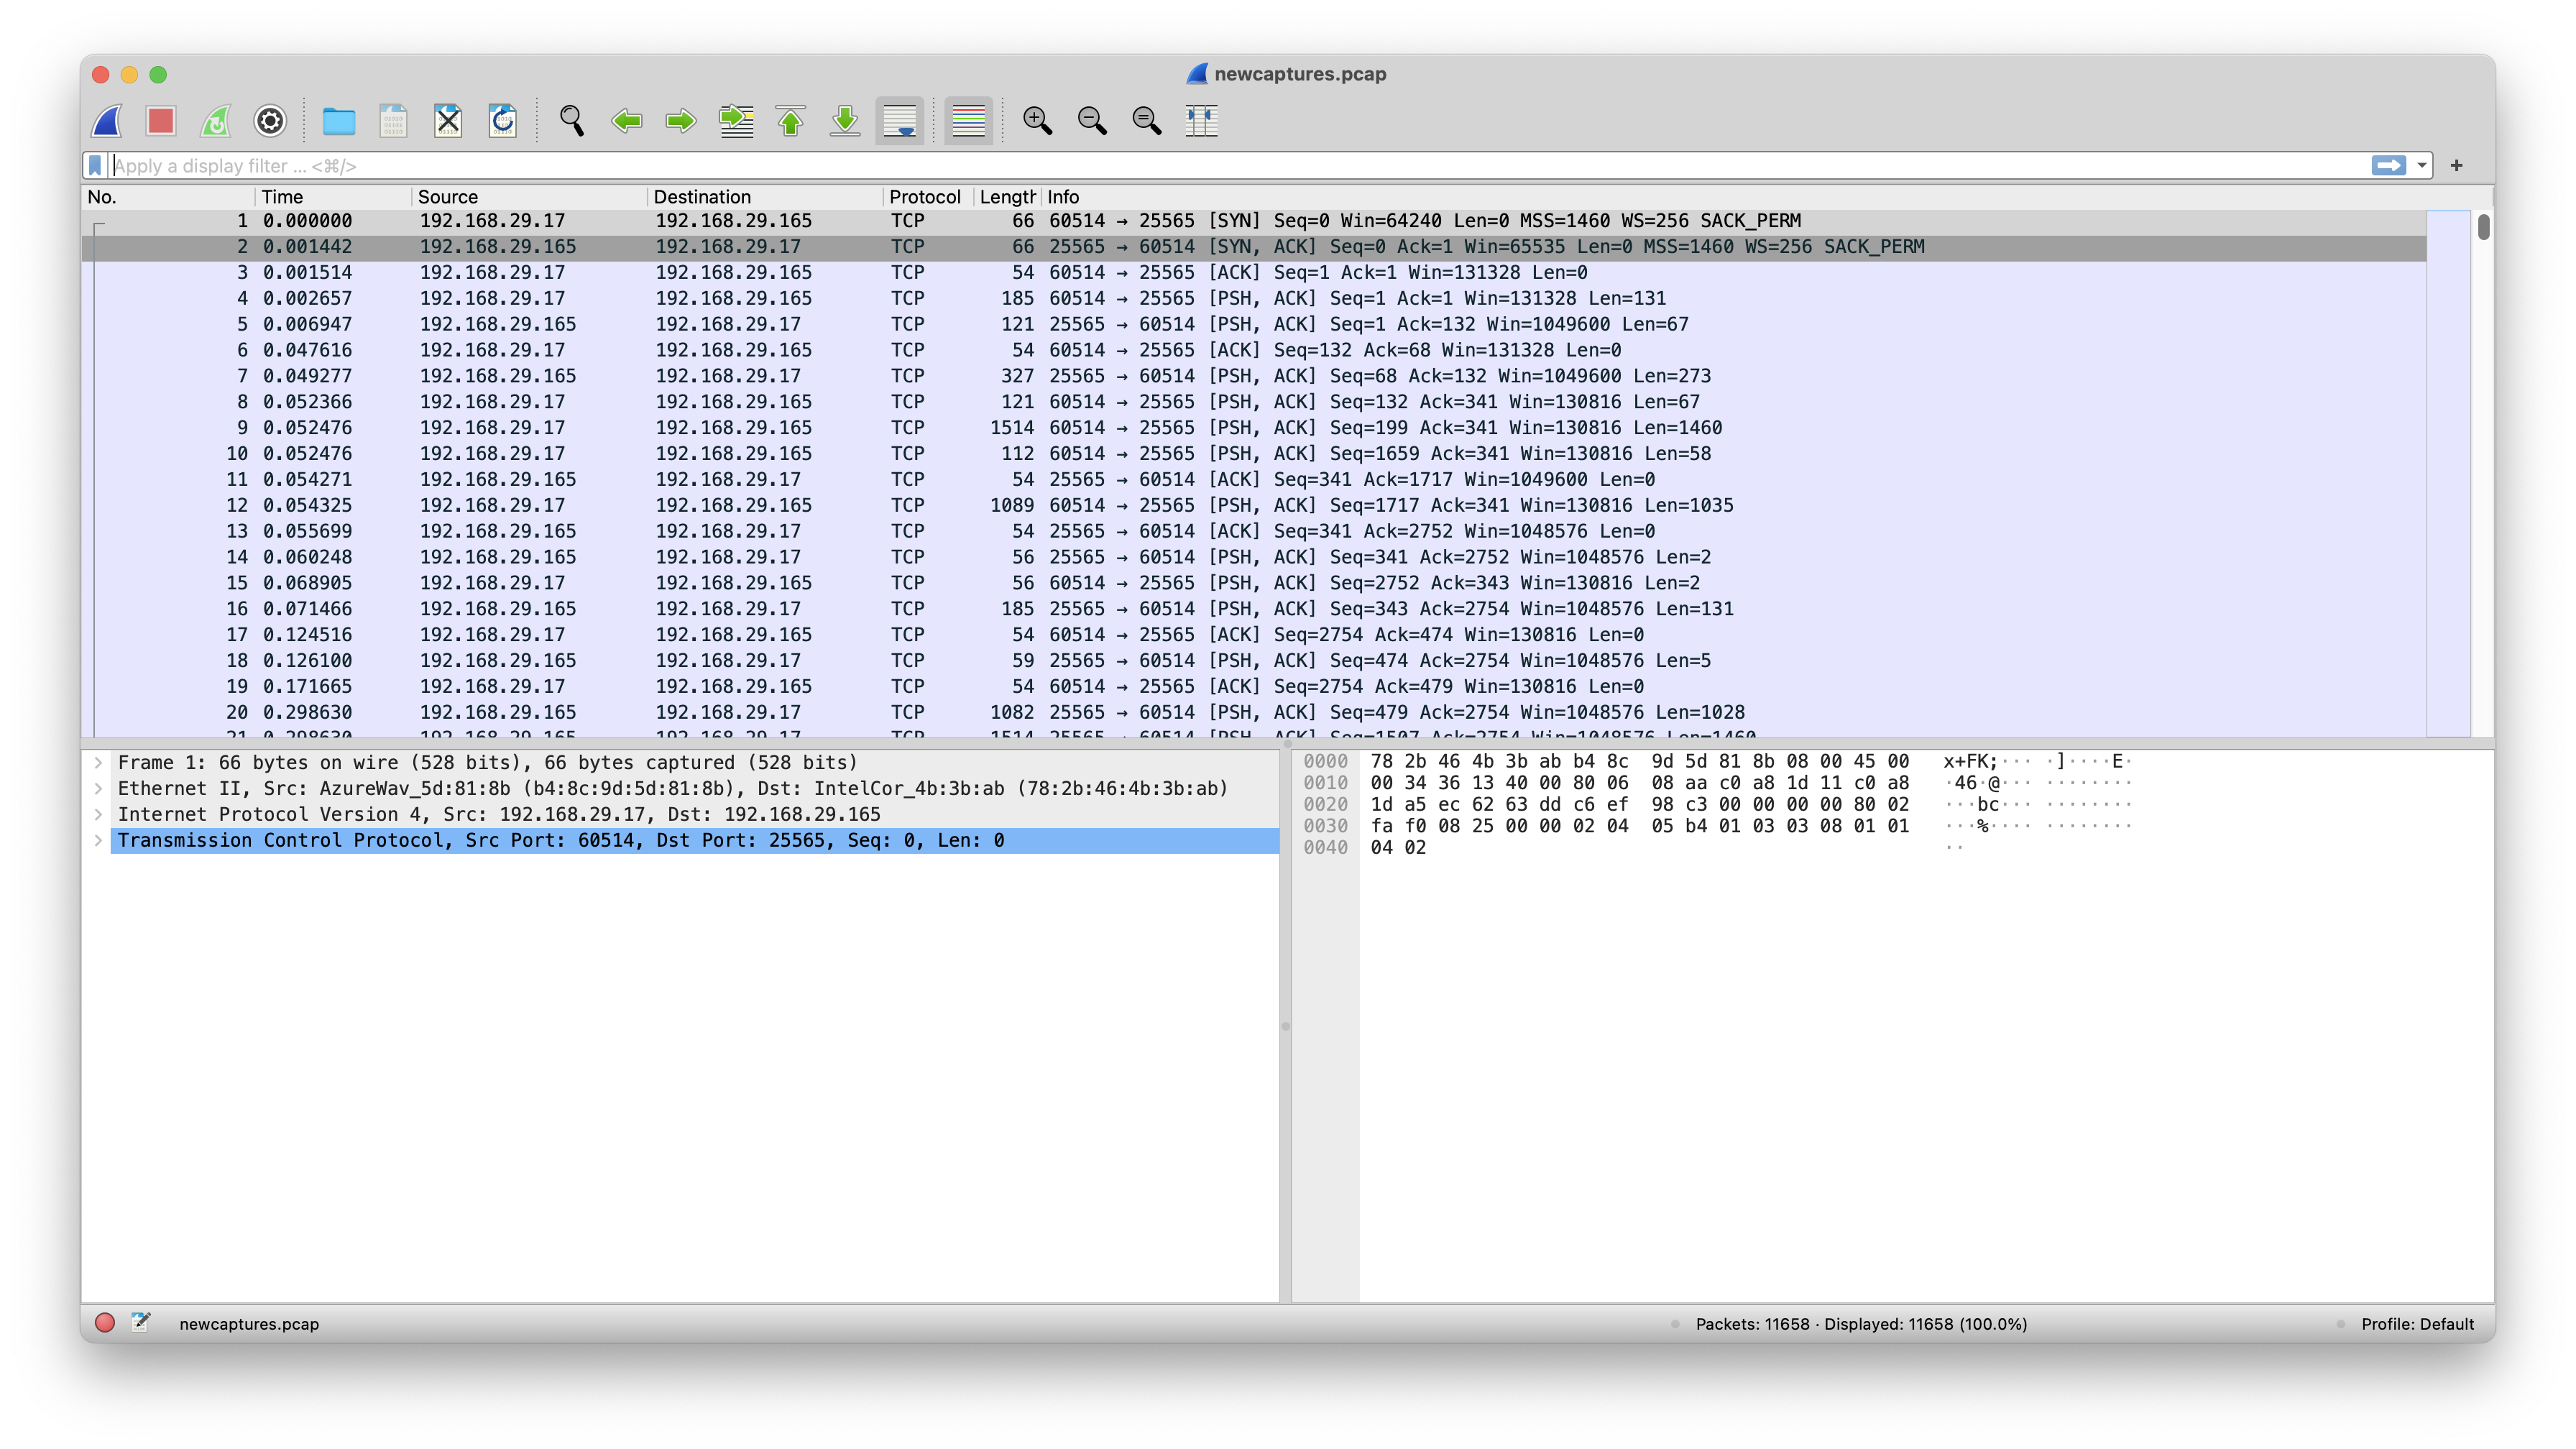 newcaptures.pcap
Apply a display filter ... <⌘/>
No. Time Source Destination Protocol Length Info
1 0.000000 192.168.29.17 192.168.29.165 TCP 66 60514 → 25565 [SYN] Seq=0 Win=64240 Len=0 MSS=1460 WS=256 SACK_PERM
2 0.001442 192.168.29.165 192.168.29.17 TCP 66 25565 → 60514 [SYN, ACK] Seq=0 Ack=1 Win=65535 Len=0 MSS=1460 WS=256 SACK_PERM
3 0.001514 192.168.29.17 192.168.29.165 TCP 54 60514 → 25565 [ACK] Seq=1 Ack=1 Win=131328 Len=0
4 0.002657 192.168.29.17 192.168.29.165 TCP 185 60514 → 25565 [PSH, ACK] Seq=1 Ack=1 Win=131328 Len=131
5 0.006947 192.168.29.165 192.168.29.17 TCP 121 25565 → 60514 [PSH, ACK] Seq=1 Ack=132 Win=1049600 Len=67
6 0.047616 192.168.29.17 192.168.29.165 TCP 54 60514 → 25565 [ACK] Seq=132 Ack=68 Win=131328 Len=0
7 0.049277 192.168.29.165 192.168.29.17 TCP 327 25565 → 60514 [PSH, ACK] Seq=68 Ack=132 Win=1049600 Len=273
8 0.052366 192.168.29.17 192.168.29.165 TCP 121 60514 → 25565 [PSH, ACK] Seq=132 Ack=341 Win=130816 Len=67
9 0.052476 192.168.29.17 192.168.29.165 TCP 1514 60514 → 25565 [PSH, ACK] Seq=199 Ack=341 Win=130816 Len=1460
10 0.052476 192.168.29.17 192.168.29.165 TCP 112 60514 → 25565 [PSH, ACK] Seq=1659 Ack=341 Win=130816 Len=58
11 0.054271 192.168.29.165 192.168.29.17 TCP 54 25565 → 60514 [ACK] Seq=341 Ack=1717 Win=1049600 Len=0
12 0.054325 192.168.29.17 192.168.29.165 TCP 1089 60514 → 25565 [PSH, ACK] Seq=1717 Ack=341 Win=130816 Len=1035
13 0.055699 192.168.29.165 192.168.29.17 TCP 54 25565 → 60514 [ACK] Seq=341 Ack=2752 Win=1048576 Len=0
14 0.060248 192.168.29.165 192.168.29.17 TCP 56 25565 → 60514 [PSH, ACK] Seq=341 Ack=2752 Win=1048576 Len=2
15 0.068905 192.168.29.17 192.168.29.165 TCP 56 60514 → 25565 [PSH, ACK] Seq=2752 Ack=343 Win=130816 Len=2
16 0.071466 192.168.29.165 192.168.29.17 TCP 185 25565 → 60514 [PSH, ACK] Seq=343 Ack=2754 Win=1048576 Len=131
17 0.124516 192.168.29.17 192.168.29.165 TCP 54 60514 → 25565 [ACK] Seq=2754 Ack=474 Win=130816 Len=0
18 0.126100 192.168.29.165 192.168.29.17 TCP 59 25565 → 60514 [PSH, ACK] Seq=474 Ack=2754 Win=1048576 Len=5
19 0.171665 192.168.29.17 192.168.29.165 TCP 54 60514 → 25565 [ACK] Seq=2754 Ack=479 Win=130816 Len=0
20 0.298630 192.168.29.165 192.168.29.17 TCP 1082 25565 → 60514 [PSH, ACK] Seq=479 Ack=2754 Win=1048576 Len=1028
21 0.298630 192.168.29.165 192.168.29.17 TCP 1514 25565 → 60514 [PSH, ACK] Seq=1507 Ack=2754 Win=1048576 Len=1460
Frame 1: 66 bytes on wire (528 bits), 66 bytes captured (528 bits)
Ethernet II, Src: AzureWav_5d:81:8b (b4:8c:9d:5d:81:8b), Dst: IntelCor_4b:3b:ab (78:2b:46:4b:3b:ab)
Internet Protocol Version 4, Src: 192.168.29.17, Dst: 192.168.29.165
Transmission Control Protocol, Src Port: 60514, Dst Port: 25565, Seq: 0, Len: 0
0000 78 2b 46 4b 3b ab b4 8c 9d 5d 81 8b 08 00 45 00 x+FK;··· ·]····E·
0010 00 34 36 13 40 00 80 06 08 aa c0 a8 1d 11 c0 a8 ·46·@··· ········
0020 1d a5 ec 62 63 dd c6 ef 98 c3 00 00 00 00 80 02 ···bc··· ········
0030 fa f0 08 25 00 00 02 04 05 b4 01 03 03 08 01 01 ···%···· ········
0040 04 02 ··
newcaptures.pcap
Packets: 11658 · Displayed: 11658 (100.0%)
Profile: Default